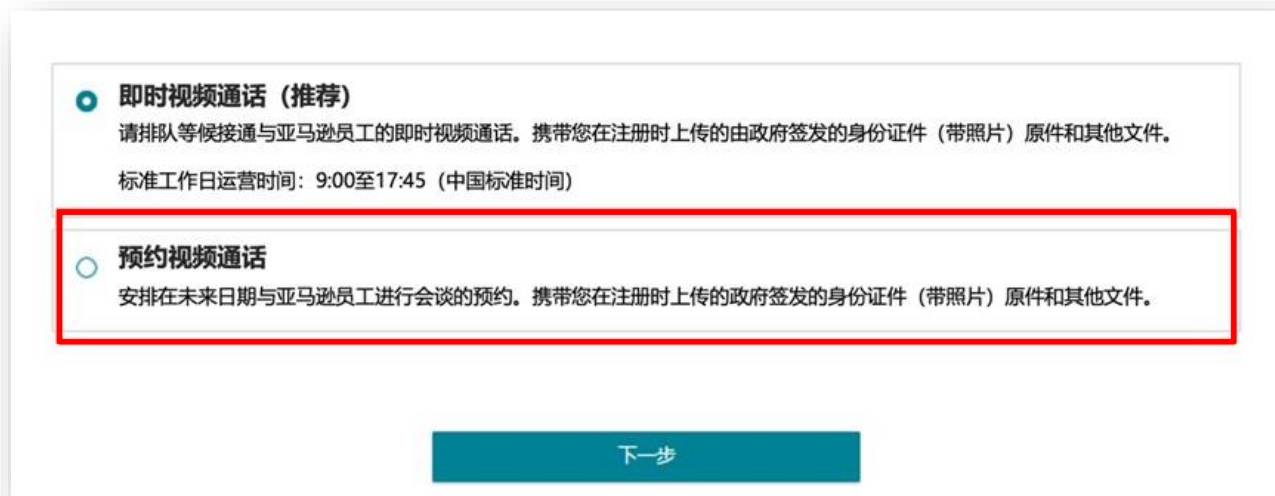 即时视频通话（推荐）
请排队等候接通与亚马逊员工的即时视频通话。携带您在注册时上传的由政府签发的身份证件（带照片）原件和其他文件。
标准工作日运营时间：9:00至17:45（中国标准时间）
预约视频通话
安排在未来日期与亚马逊员工进行会谈的预约。携带您在注册时上传的政府签发的身份证件（带照片）原件和其他文件。
下一步